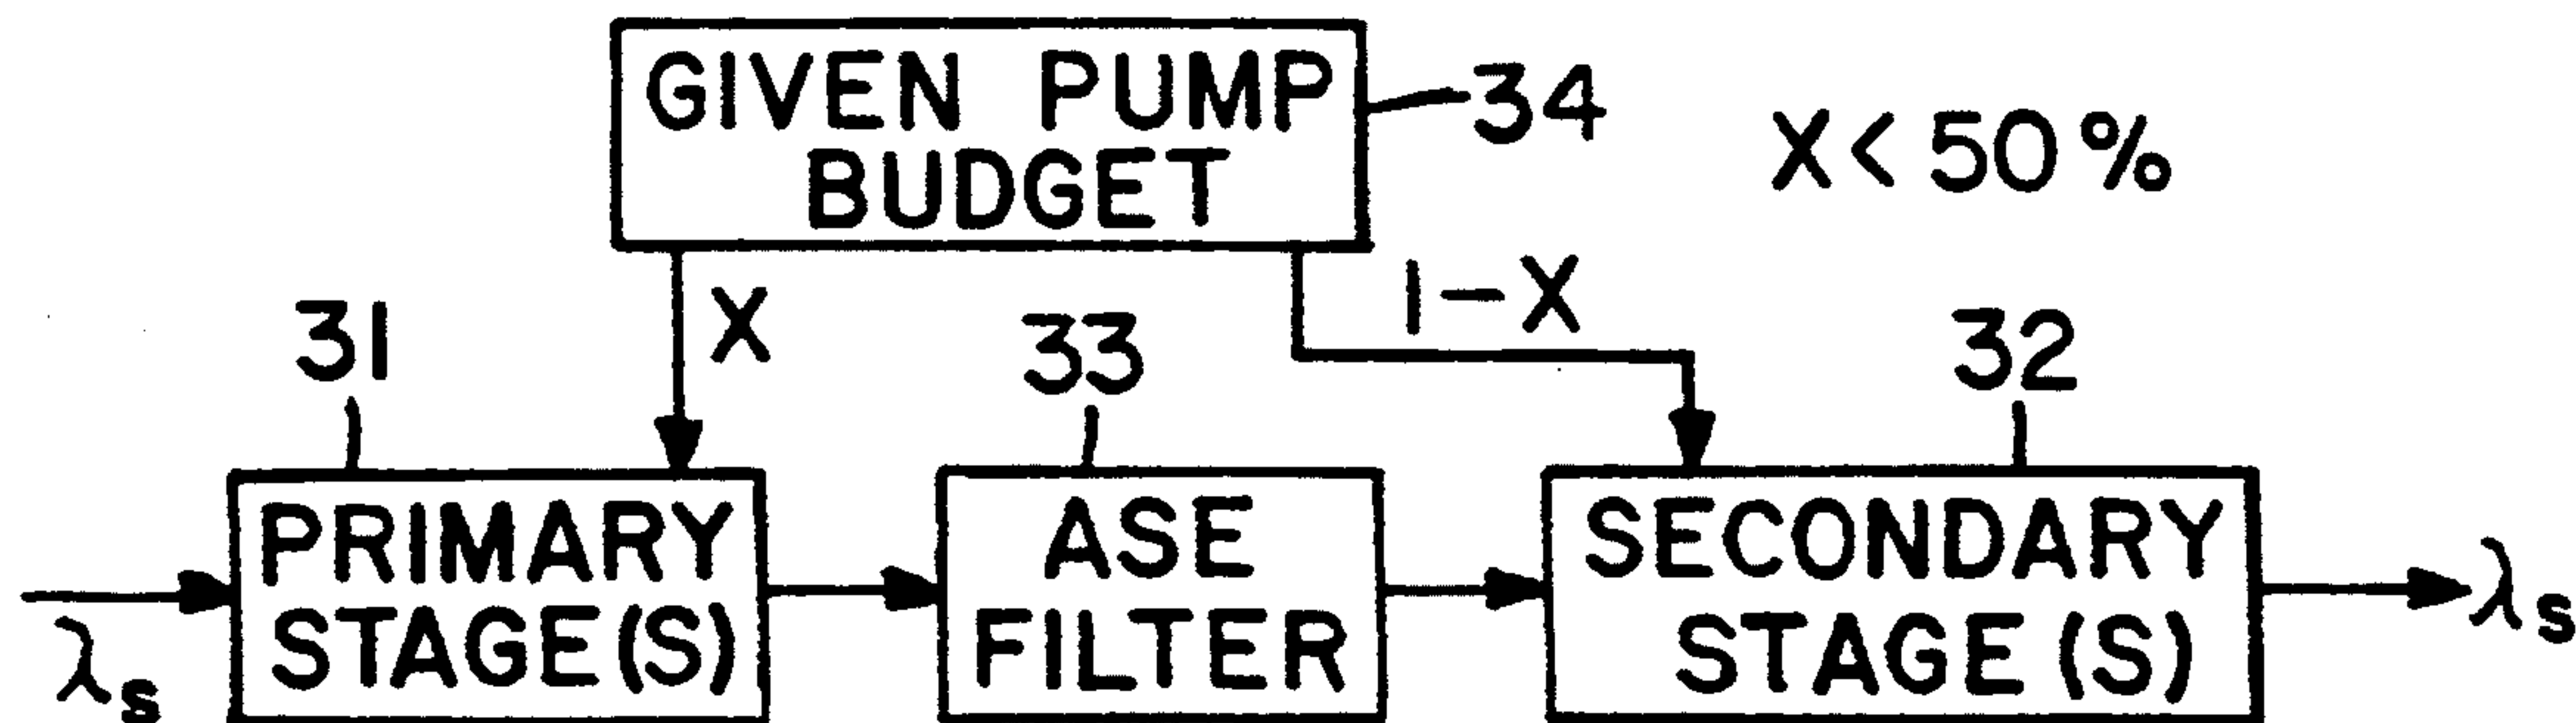 GIVEN PUMP
BUDGET
34
X < 50%
X
1-X
31
33
32
PRIMARY
STAGE(S)
ASE
FILTER
SECONDARY
STAGE(S)
λs
λs